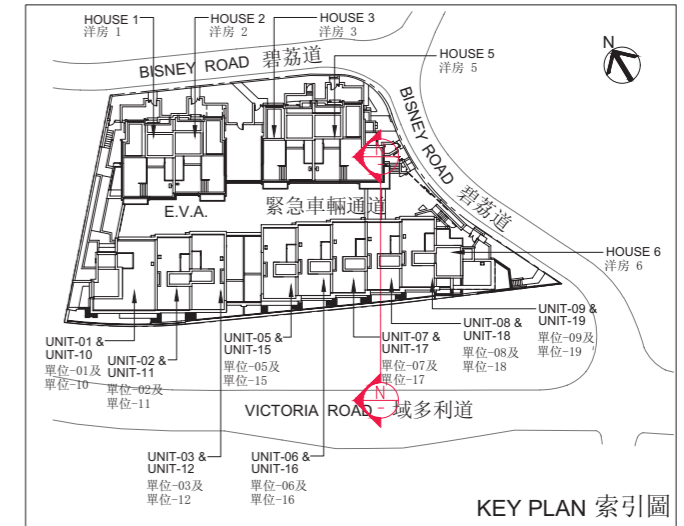 HOUSE 1
洋房 1
HOUSE 2
洋房 2
HOUSE 3
洋房 3
HOUSE 5
洋房 5
N
BISNEY ROAD 碧荔道
BISNEY ROAD 碧荔道
E.V.A.
緊急車輛通道
HOUSE 6
洋房 6
UNIT-01 &
UNIT-10
單位-01及
單位-10
UNIT-02 &
UNIT-11
單位-02及
單位-11
UNIT-05 &
UNIT-15
單位-05及
單位-15
UNIT-07 &
UNIT-17
單位-07及
單位-17
UNIT-08 &
UNIT-18
單位-08及
單位-18
UNIT-09 &
UNIT-19
單位-09及
單位-19
N
-
VICTORIA ROAD 域多利道
UNIT-03 &
UNIT-12
單位-03及
單位-12
UNIT-06 &
UNIT-16
單位-06及
單位-16
KEY PLAN 索引圖